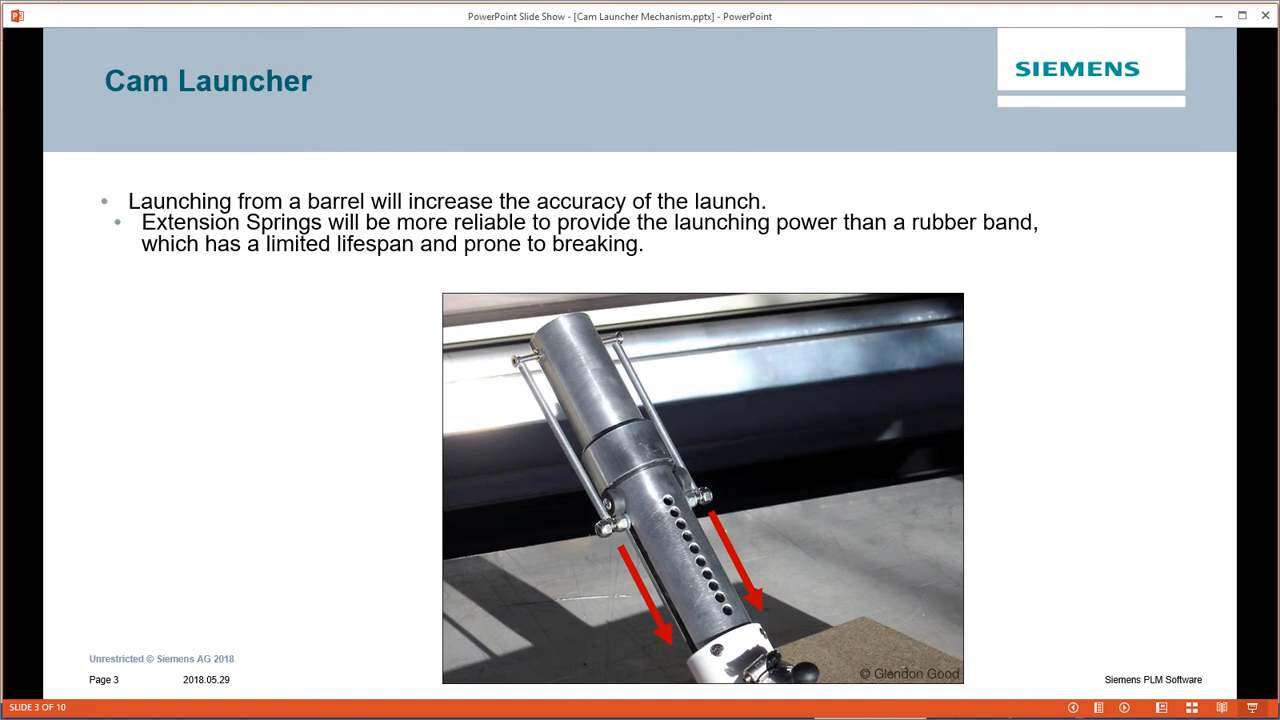 PowerPoint Slide Show - [Cam Launcher Mechanism.pptx] - PowerPoint
Cam Launcher
SIEMENS
• Launching from a barrel will increase the accuracy of the launch.
• Extension Springs will be more reliable to provide the launching power than a rubber band,
which has a limited lifespan and prone to breaking.
© Glendon Good
Unrestricted © Siemens AG 2018
Page 3 2018.05.29 Siemens PLM Software
SLIDE 3 OF 10